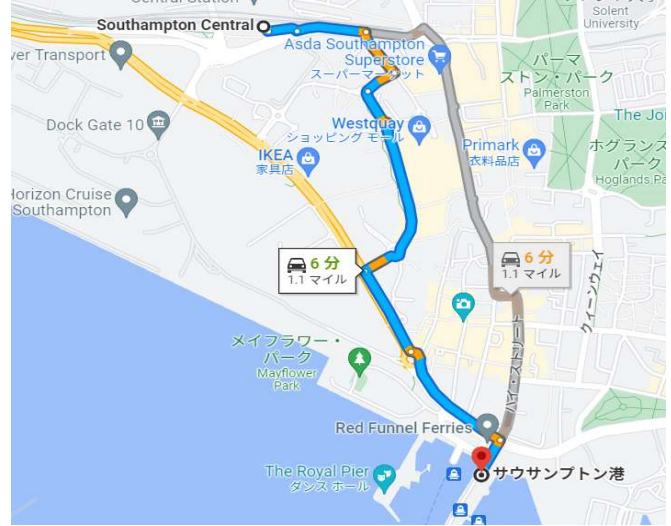 Central Station
Solent
University
Southampton Central
Asda Southampton
Superstore
スーパーマーケット
ver Transport
パーマ
ストン・パーク
Palmerston
Park
The Joi
Dock Gate 10
Westquay
ショッピング モール
Primark
衣料品店
ホグランス
パーク
Hoglands Pa
IKEA
家具店
Horizon Cruise
Southampton
6 分
1.1 マイル
6 分
1.1 マイル
クィーンウェイ
メイフラワー・
パーク
Mayflower
Park
ハイ・ストリート
Red Funnel Ferries
The Royal Pier
ダンス ホール
サウサンプトン港